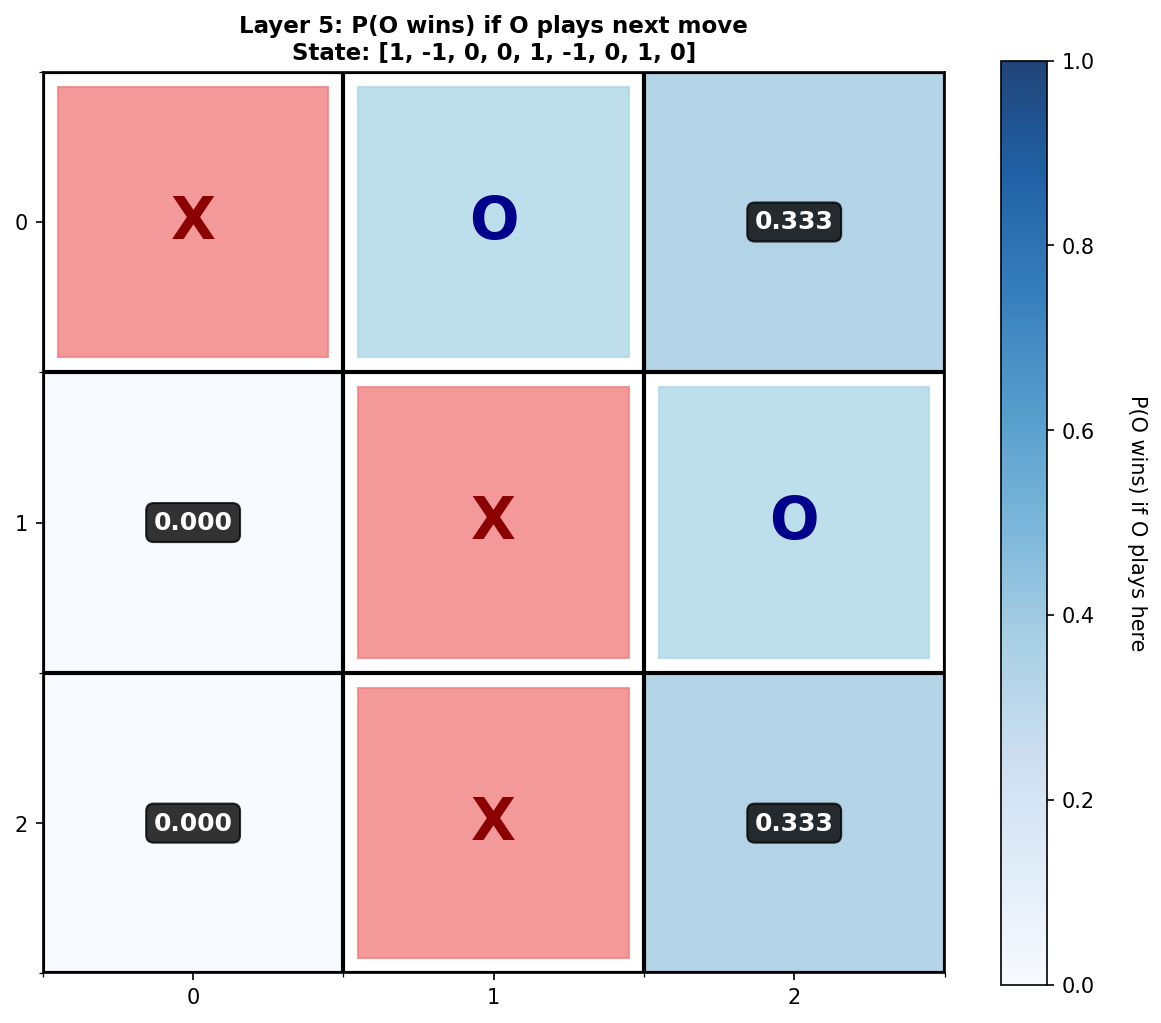 Layer 5: P(O wins) if O plays next move
State: [1, -1, 0, 0, 1, -1, 0, 1, 0]
X
O
0.333
0.000
X
O
0.000
X
0.333
0
1
2
0
1
2
1.0
0.8
0.6
0.4
0.2
0.0
P(O wins) if O plays here